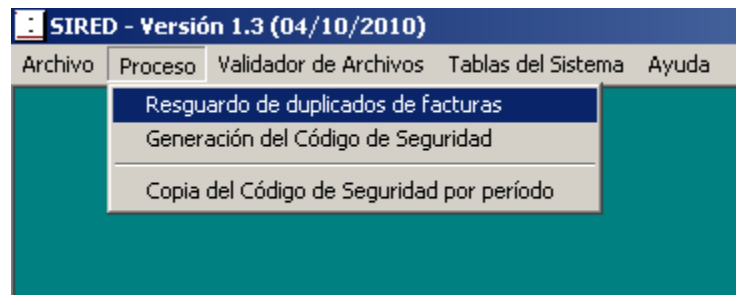 SIRED - Versión 1.3 (04/10/2010)
Archivo Proceso Validador de Archivos Tablas del Sistema Ayuda
Resguardo de duplicados de facturas
Generación del Código de Seguridad
Copia del Código de Seguridad por período